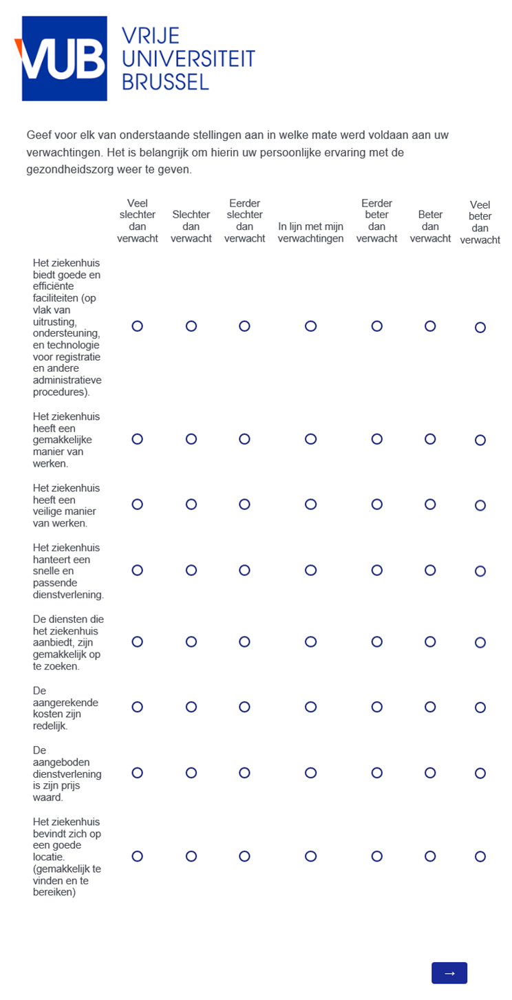 VUB
VRIJE
UNIVERSITEIT
BRUSSEL
Geef voor elk van onderstaande stellingen aan in welke mate werd voldaan aan uw
verwachtingen. Het is belangrijk om hierin uw persoonlijke ervaring met de
gezondheidszorg weer te geven.
Veel
slechter
dan
verwacht
Slechter
dan
verwacht
Eerder
slechter
dan
verwacht
In lijn met mijn
verwachtingen
Eerder
beter
dan
verwacht
Beter
dan
verwacht
Veel
beter
dan
verwacht
Het ziekenhuis
biedt goede en
efficiënte
faciliteiten (op
vlak van
uitrusting,
ondersteuning,
en technologie
voor registratie
en andere
administratieve
procedures).
Het ziekenhuis
heeft een
gemakkelijke
manier van
werken.
Het ziekenhuis
heeft een
veilige manier
van werken.
Het ziekenhuis
hanteert een
snelle en
passende
dienstverlening.
De diensten die
het ziekenhuis
aanbiedt, zijn
gemakkelijk op
te zoeken.
De
aangerekende
kosten zijn
redelijk.
De
aangeboden
dienstverlening
is zijn prijs
waard.
Het ziekenhuis
bevindt zich op
een goede
locatie.
(gemakkelijk te
vinden en te
bereiken)
→